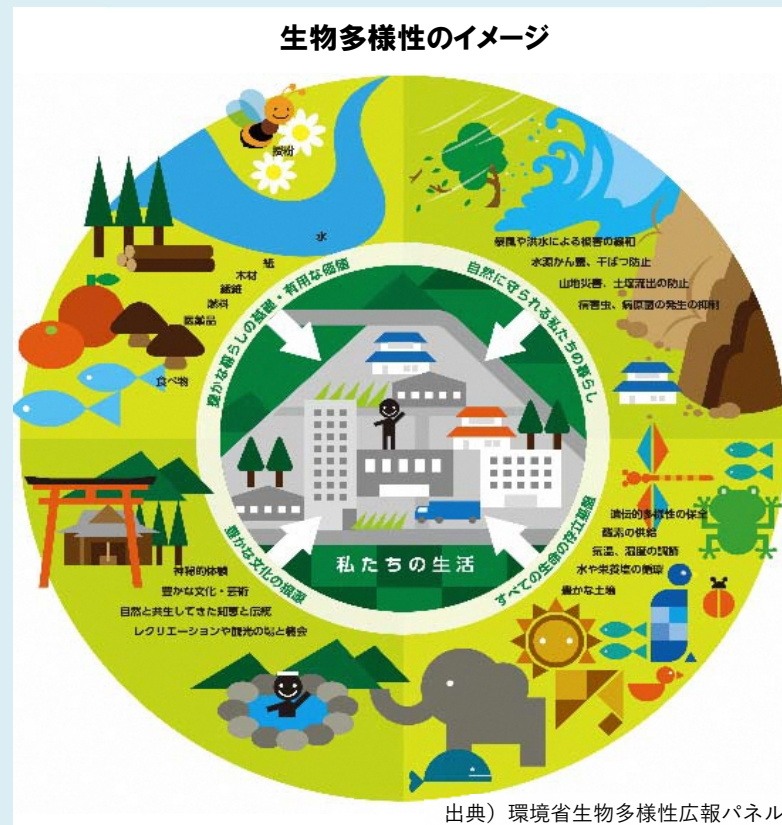 生物多様性のイメージ
授粉
水
紙
木材
繊維
燃料
医薬品
食べ物
豊かな暮らしの基礎・有用な価値
暴風や洪水による被害の緩和
水源かん養、干ばつ防止
山地災害、土壌流出の防止
病害虫、病原菌の発生の抑制
自然に守られる私たちの暮らし
神秘的体験
豊かな文化・芸術
自然と共生してきた知恵と伝統
レクリエーションや観光の場と機会
豊かな文化の根源
遺伝的多様性の保全
酸素の供給
気温、湿度の調節
水や栄養塩の循環
豊かな土壌
すべての生命の存立基盤
私たちの生活
出典）環境省生物多様性広報パネル